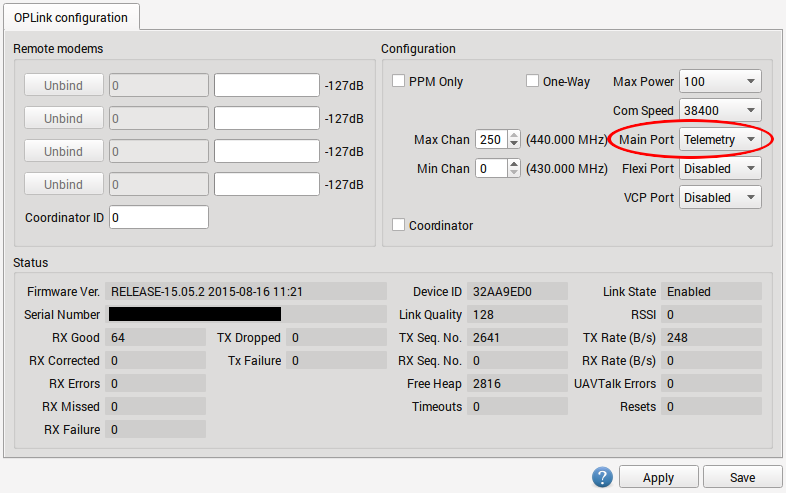 OPLink configuration
Remote modems
Unbind 0 -127dB
Unbind 0 -127dB
Unbind 0 -127dB
Unbind 0 -127dB
Coordinator ID 0
Configuration
PPM Only One-Way Max Power 100
Com Speed 38400
Max Chan 250 (440.000 MHz) Main Port Telemetry
Min Chan 0 (430.000 MHz) Flexi Port Disabled
VCP Port Disabled
Coordinator
Status
Firmware Ver. RELEASE-15.05.2 2015-08-16 11:21 Device ID 32AA9ED0 Link State Enabled
Serial Number Link Quality 128 RSSI 0
RX Good 64 TX Dropped 0 TX Seq. No. 2641 TX Rate (B/s) 248
RX Corrected 0 Tx Failure 0 RX Seq. No. 0 RX Rate (B/s) 0
RX Errors 0 Free Heap 2816 UAVTalk Errors 0
RX Missed 0 Timeouts 0 Resets 0
RX Failure 0
? Apply Save